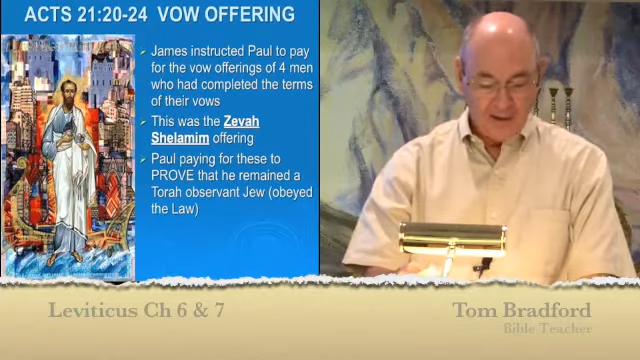 ACTS 21:20-24 VOW OFFERING
James instructed Paul to pay
for the vow offerings of 4 men
who had completed the terms
of their vows
This was the Zevah
Shelamim offering
Paul paying for these to
PROVE that he remained a
Torah observant Jew (obeyed
the Law)
Leviticus Ch 6 & 7
Tom Bradford
Bible Teacher